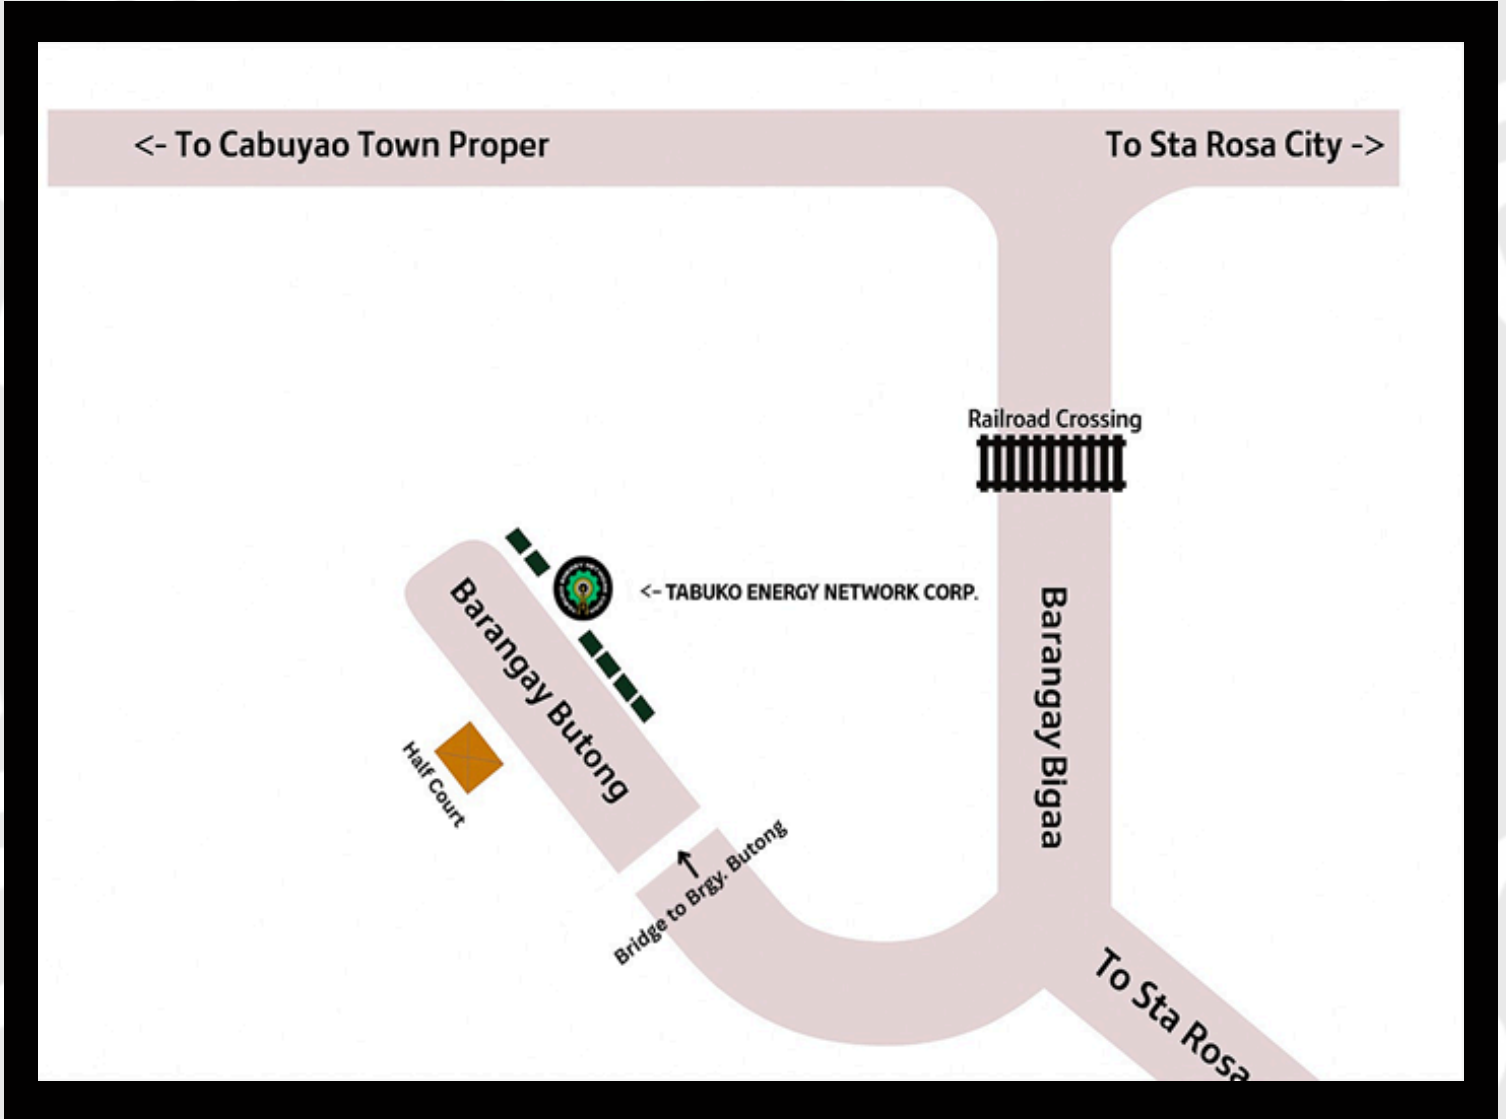 <- To Cabuyao Town Proper
To Sta Rosa City ->
Railroad Crossing
<- TABUKO ENERGY NETWORK CORP.
Barangay Butong
Barangay Bigaa
Half Court
Bridge to Brgy. Butong
To Sta Rosa